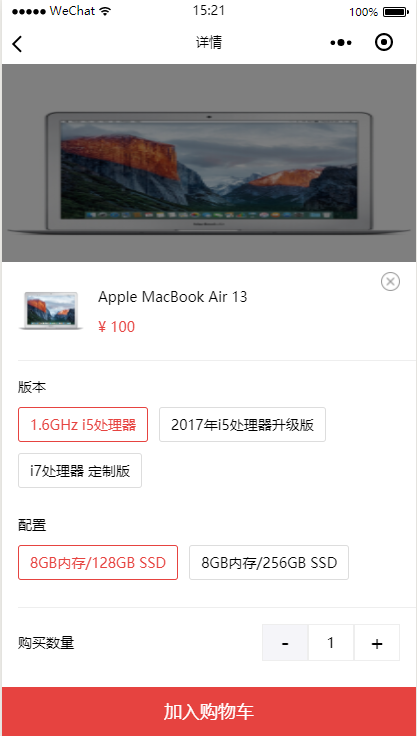 ●●●●● WeChat 15:21 100%
详情
Apple MacBook Air 13
¥ 100
版本
1.6GHz i5处理器 2017年i5处理器升级版
i7处理器 定制版
配置
8GB内存/128GB SSD 8GB内存/256GB SSD
购买数量 - 1 +
加入购物车